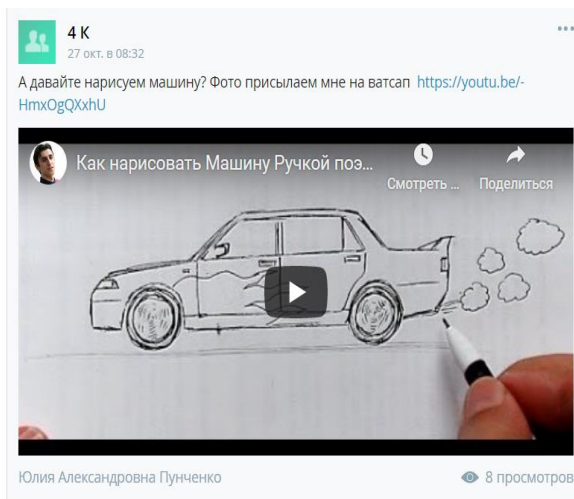 4 К
27 окт. в 08:32
А давайте нарисуем машину? Фото присылаем мне на ватсап https://youtu.be/-
HmxOgQXxhU
Как нарисовать Машину Ручкой поэ...
Смотреть ...
Поделиться
Юлия Александровна Пунченко
8 просмотров